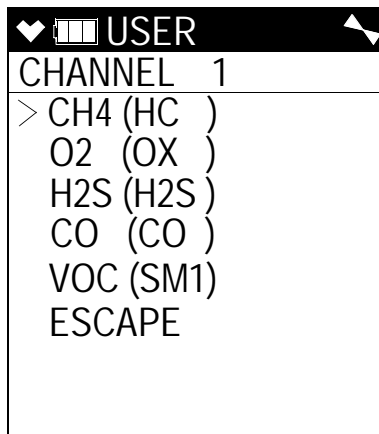 USER
CHANNEL 1
> CH4 (HC )
O2 (OX )
H2S (H2S )
CO (CO )
VOC (SM1)
ESCAPE